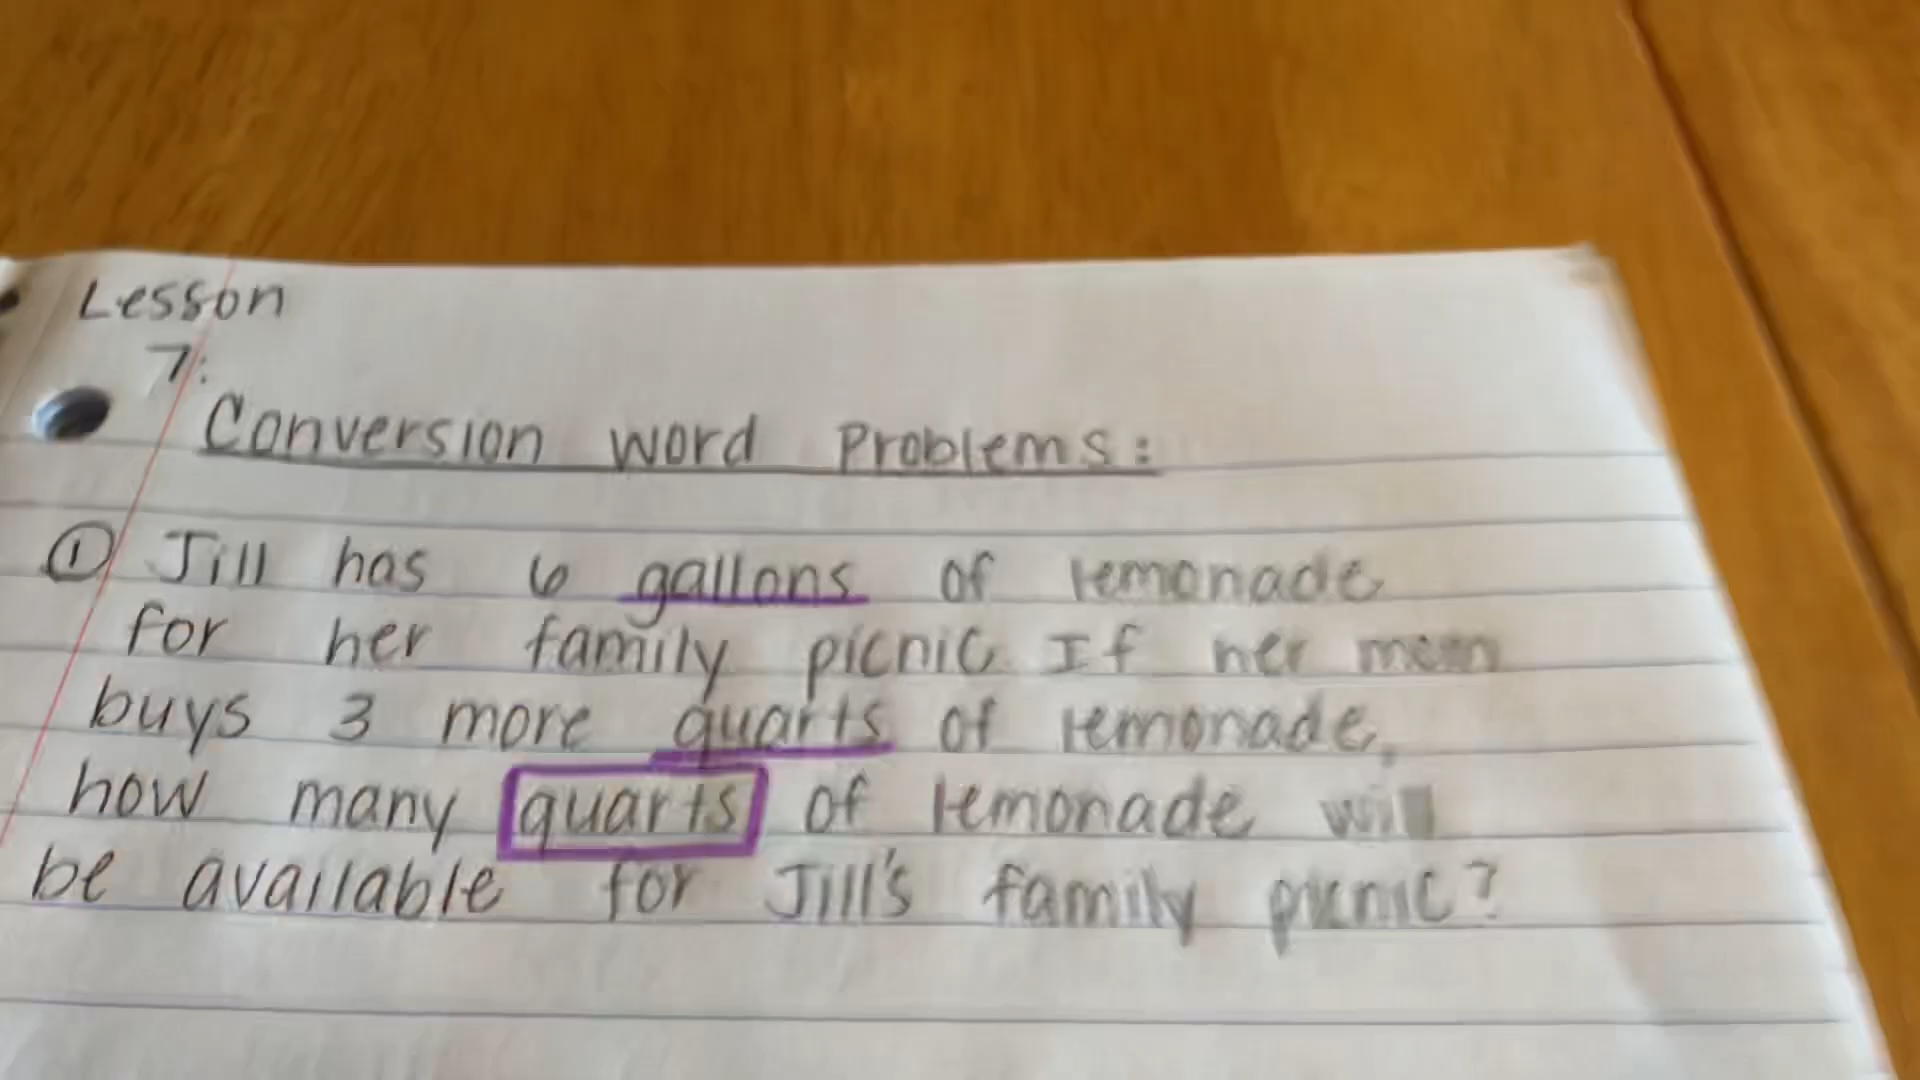 Lesson
7:
Conversion word Problems:
① Jill has 6 gallons of lemonade
for her family picnic. If her mom
buys 3 more quarts of lemonade,
how many quarts of lemonade will
be available for Jill's family picnic?